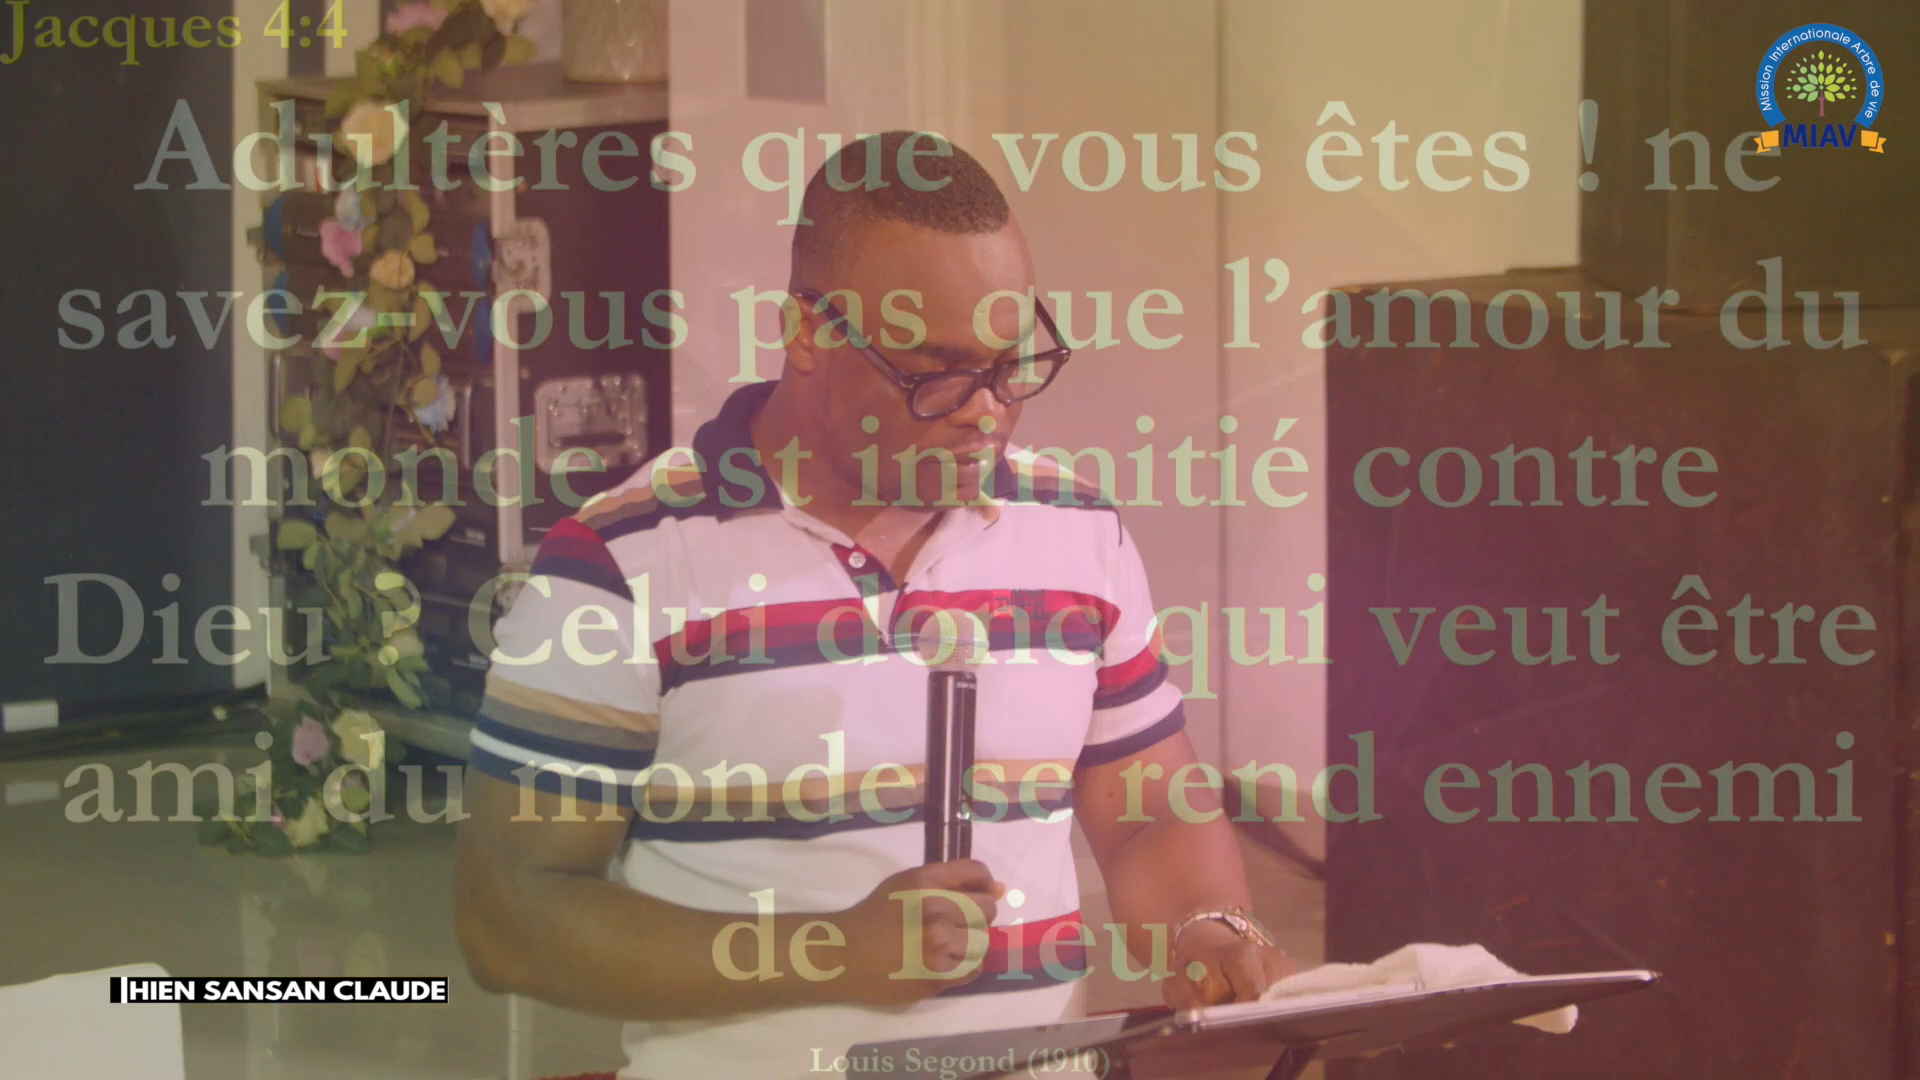 Jacques 4:4
Mission Internationale Arbre de vie
MIAV
Adultères que vous êtes ! ne
savez-vous pas que l’amour du
monde est inimitié contre
Dieu ? Celui donc qui veut être
ami du monde se rend ennemi
de Dieu.
HIEN SANSAN CLAUDE
Louis Segond (1910)